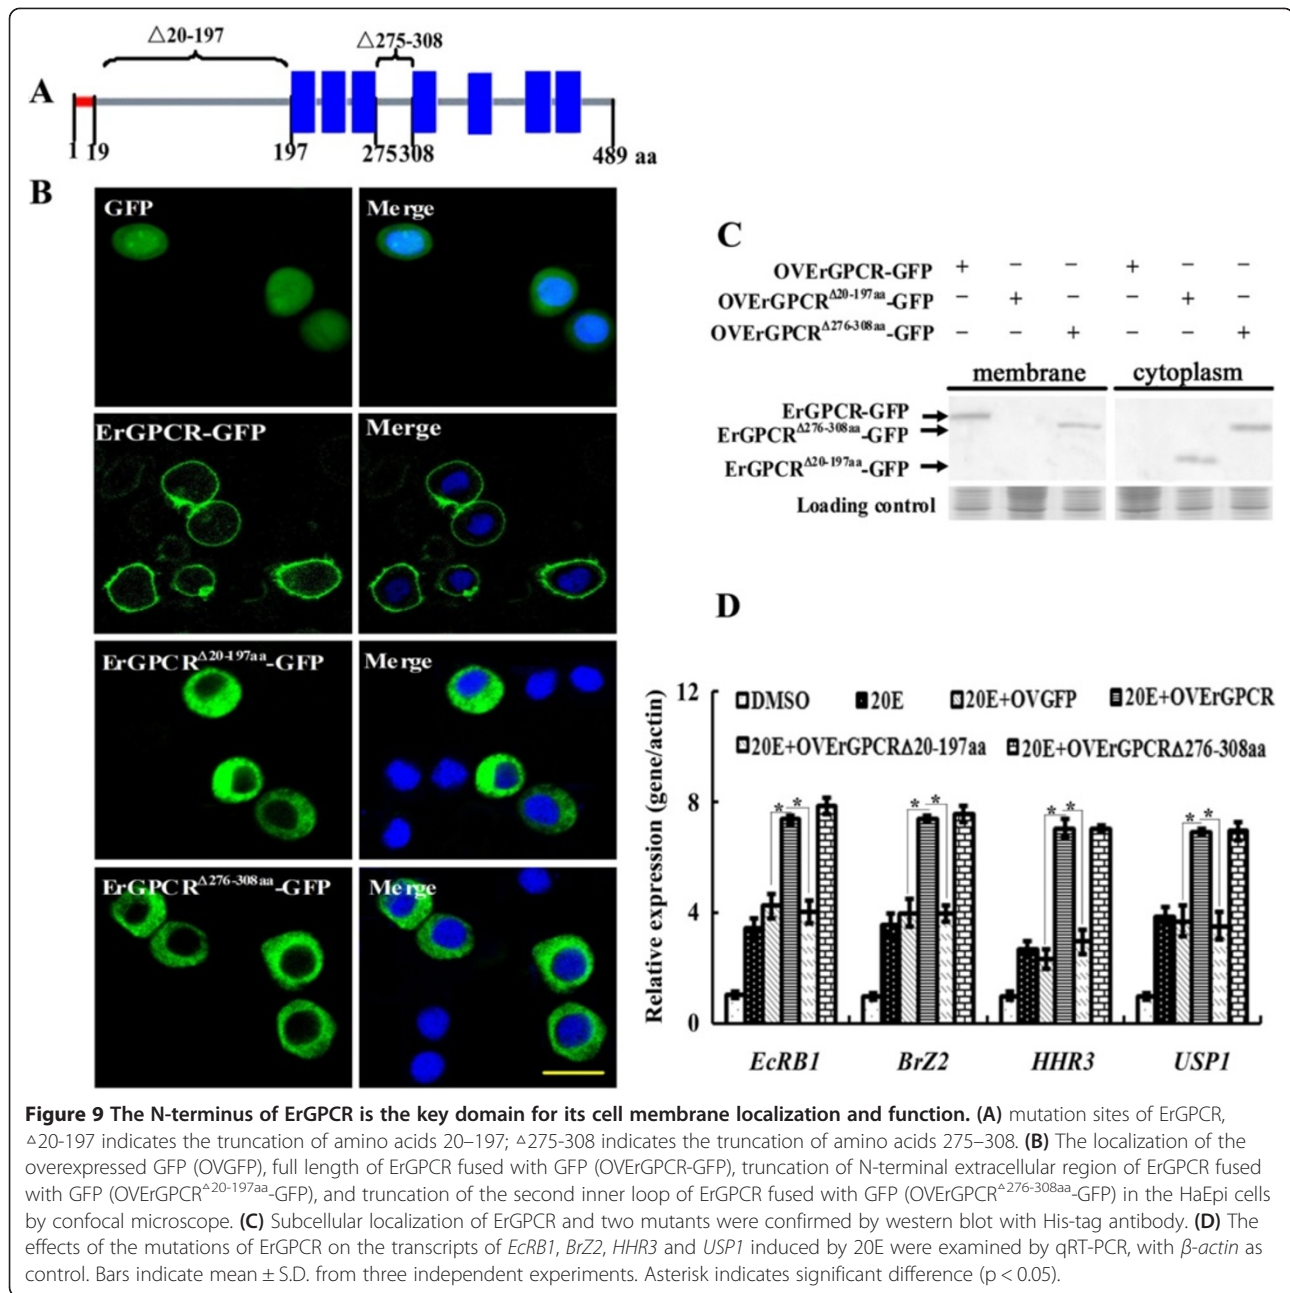 △20-197
△275-308
A
1 19 197 275308 489 aa
B
GFP Merge
ErGPCR-GFP Merge
ErGPCR△20-197aa-GFP Merge
ErGPCR△276-308aa-GFP Merge
C
OVErGPCR-GFP + − − + − −
OVErGPCR△20-197aa-GFP − + − − + −
OVErGPCR△276-308aa-GFP − − + − − +
membrane cytoplasm
ErGPCR-GFP
ErGPCR△276-308aa-GFP
ErGPCR△20-197aa-GFP
Loading control
D
12
DMSO 20E 20E+OVGFP 20E+OVErGPCR
20E+OVErGPCRΔ20-197aa 20E+OVErGPCRΔ276-308aa
8
4
0
Relative expression (gene/actin)
* * * * * * * *
EcRB1 BrZ2 HHR3 USP1
Figure 9 The N-terminus of ErGPCR is the key domain for its cell membrane localization and function. (A) mutation sites of ErGPCR,
△20-197 indicates the truncation of amino acids 20–197; △275-308 indicates the truncation of amino acids 275–308. (B) The localization of the
overexpressed GFP (OVGFP), full length of ErGPCR fused with GFP (OVErGPCR-GFP), truncation of N-terminal extracellular region of ErGPCR fused
with GFP (OVErGPCR△20-197aa-GFP), and truncation of the second inner loop of ErGPCR fused with GFP (OVErGPCR△276-308aa-GFP) in the HaEpi cells
by confocal microscope. (C) Subcellular localization of ErGPCR and two mutants were confirmed by western blot with His-tag antibody. (D) The
effects of the mutations of ErGPCR on the transcripts of EcRB1, BrZ2, HHR3 and USP1 induced by 20E were examined by qRT-PCR, with β-actin as
control. Bars indicate mean ± S.D. from three independent experiments. Asterisk indicates significant difference (p < 0.05).